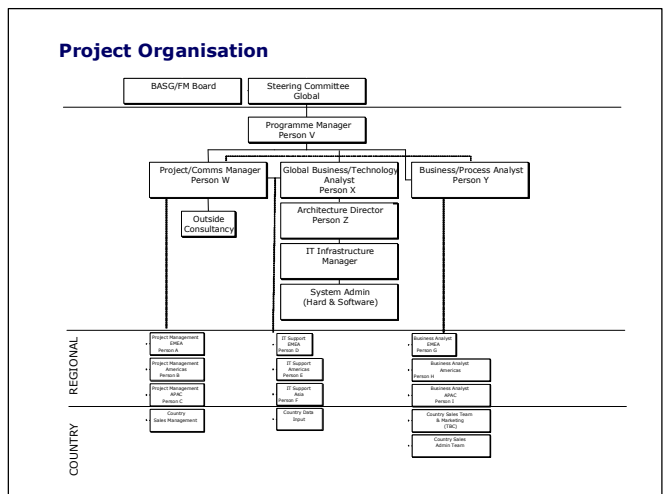 Project Organisation
BASG/FM Board
Steering Committee
Global
Programme Manager
Person V
Project/Comms Manager
Person W
Global Business/Technology
Analyst
Person X
Business/Process Analyst
Person Y
Outside
Consultancy
Architecture Director
Person Z
IT Infrastructure
Manager
System Admin
(Hard & Software)
REGIONAL
Project Management
EMEA
Person A
IT Support
EMEA
Person D
Business Analyst
EMEA
Person G
Project Management
Americas
Person B
IT Support
Americas
Person E
Business Analyst
Americas
Person H
Project Management
APAC
Person C
IT Support
Asia
Person F
Business Analyst
APAC
Person I
COUNTRY
Country
Sales Management
Country Data
Input
Country Sales Team
& Marketing
(TBC)
Country Sales
Admin Team